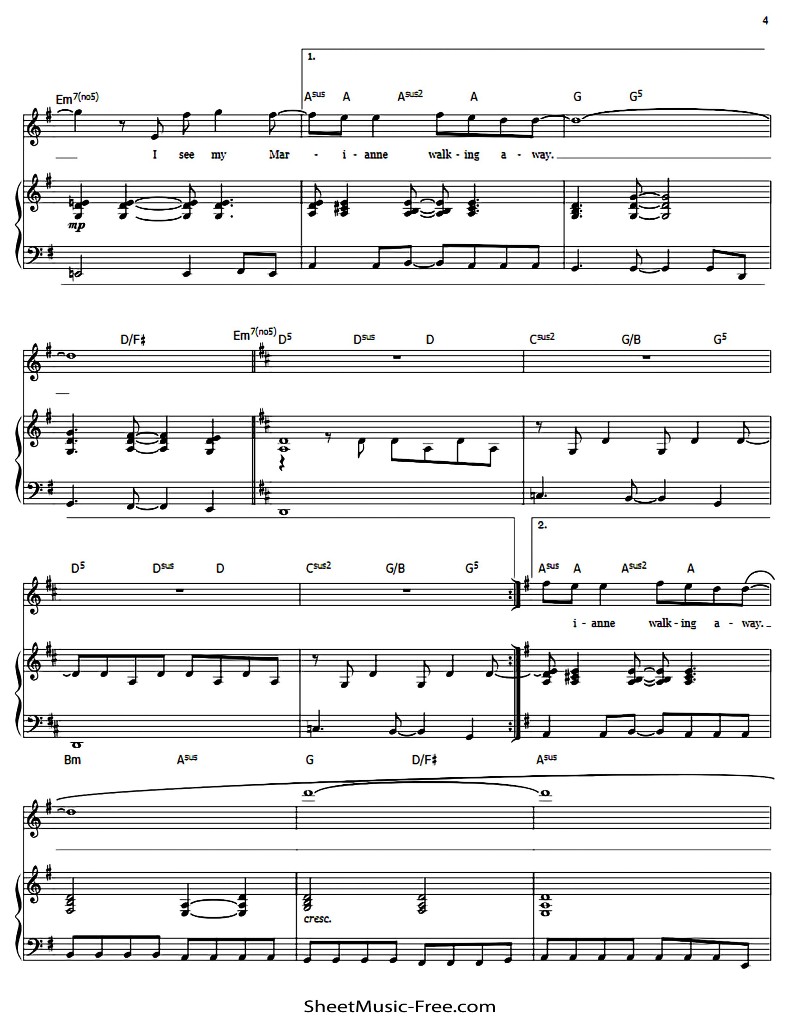 4
1.
Em7(no5) Asus A Asus2 A G G5
I see my Mar - i - anne walk - ing a - way.
mp
D/F# Em7(no5) D5 Dsus D Csus2 G/B G5
2.
D5 Dsus D Csus2 G/B G5 Asus A Asus2 A
i - anne walk - ing a - way.
Bm Asus G D/F# Asus
cresc.
SheetMusic-Free.com